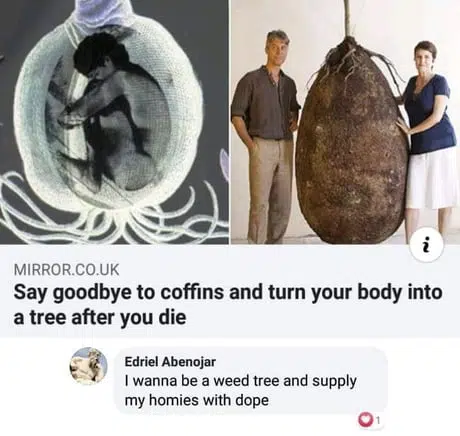 i
MIRROR.CO.UK
Say goodbye to coffins and turn your body into
a tree after you die
Edriel Abenojar
I wanna be a weed tree and supply
my homies with dope
1